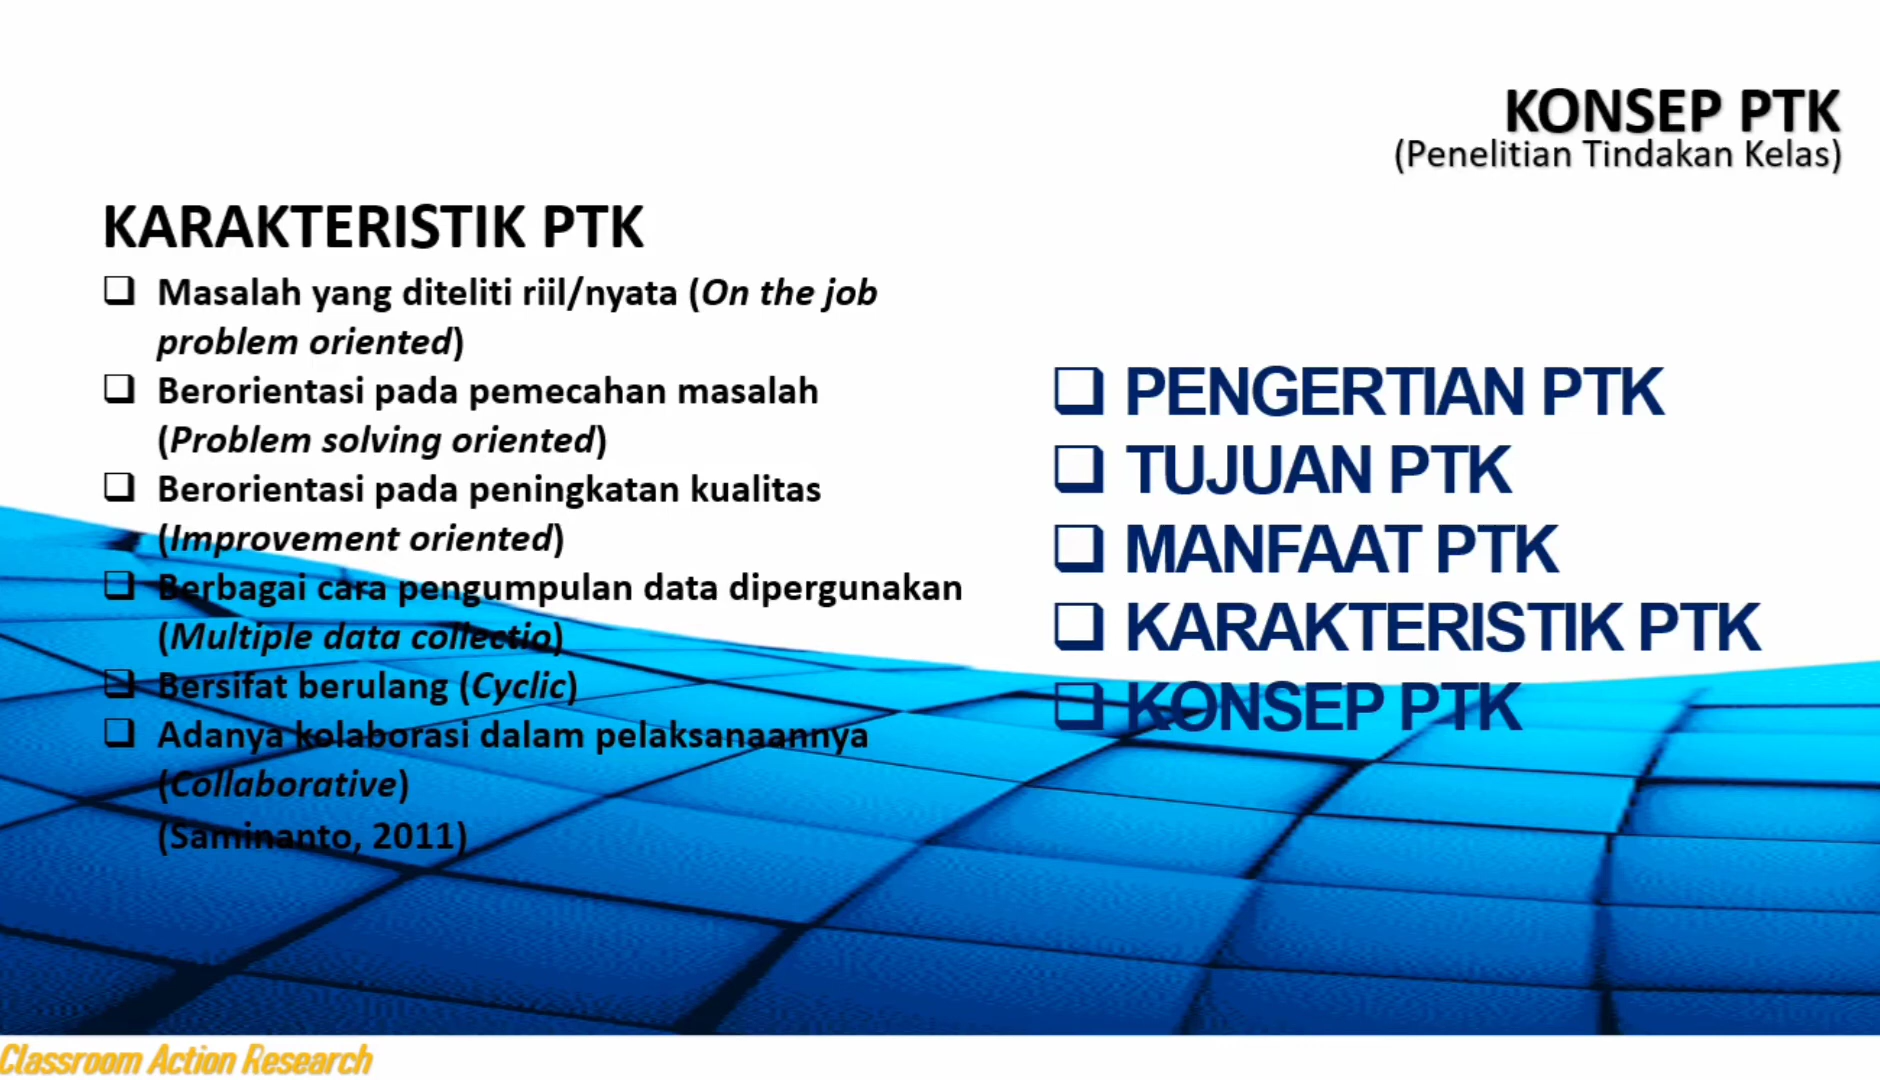 KONSEP PTK
(Penelitian Tindakan Kelas)
KARAKTERISTIK PTK
❑ Masalah yang diteliti riil/nyata (On the job
problem oriented)
❑ Berorientasi pada pemecahan masalah
(Problem solving oriented)
❑ Berorientasi pada peningkatan kualitas
(Improvement oriented)
❑ Berbagai cara pengumpulan data dipergunakan
(Multiple data collectio)
❑ Bersifat berulang (Cyclic)
❑ Adanya kolaborasi dalam pelaksanaannya
(Collaborative)
(Saminanto, 2011)
❑ PENGERTIAN PTK
❑ TUJUAN PTK
❑ MANFAAT PTK
❑ KARAKTERISTIK PTK
❑ KONSEP PTK
Classroom Action Research